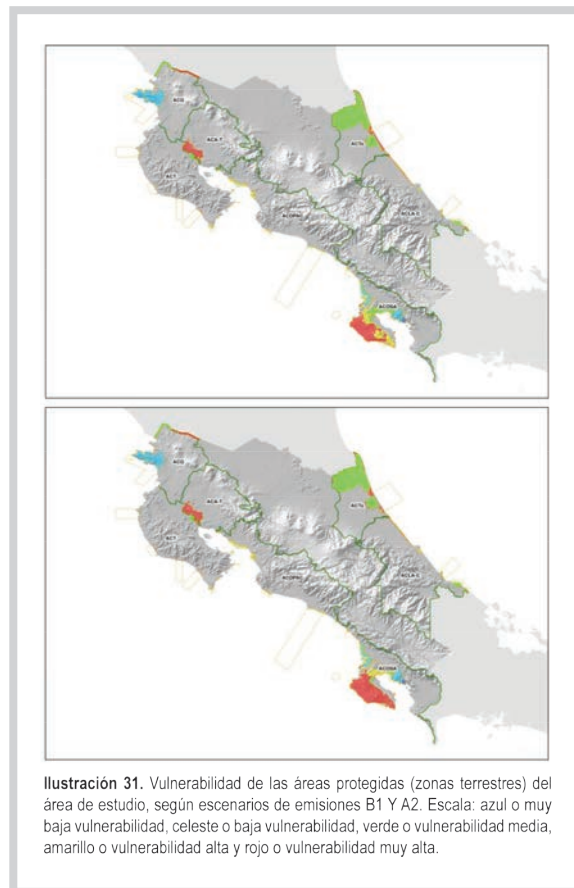 ACG
ACA-T
ACT
ACTo
ACOPAC
ACLA-C
ACOSA
ACG
ACA-T
ACT
ACTo
ACLA-C
ACOSA
Ilustración 31. Vulnerabilidad de las áreas protegidas (zonas terrestres) del
área de estudio, según escenarios de emisiones B1 Y A2. Escala: azul o muy
baja vulnerabilidad, celeste o baja vulnerabilidad, verde o vulnerabilidad media,
amarillo o vulnerabilidad alta y rojo o vulnerabilidad muy alta.